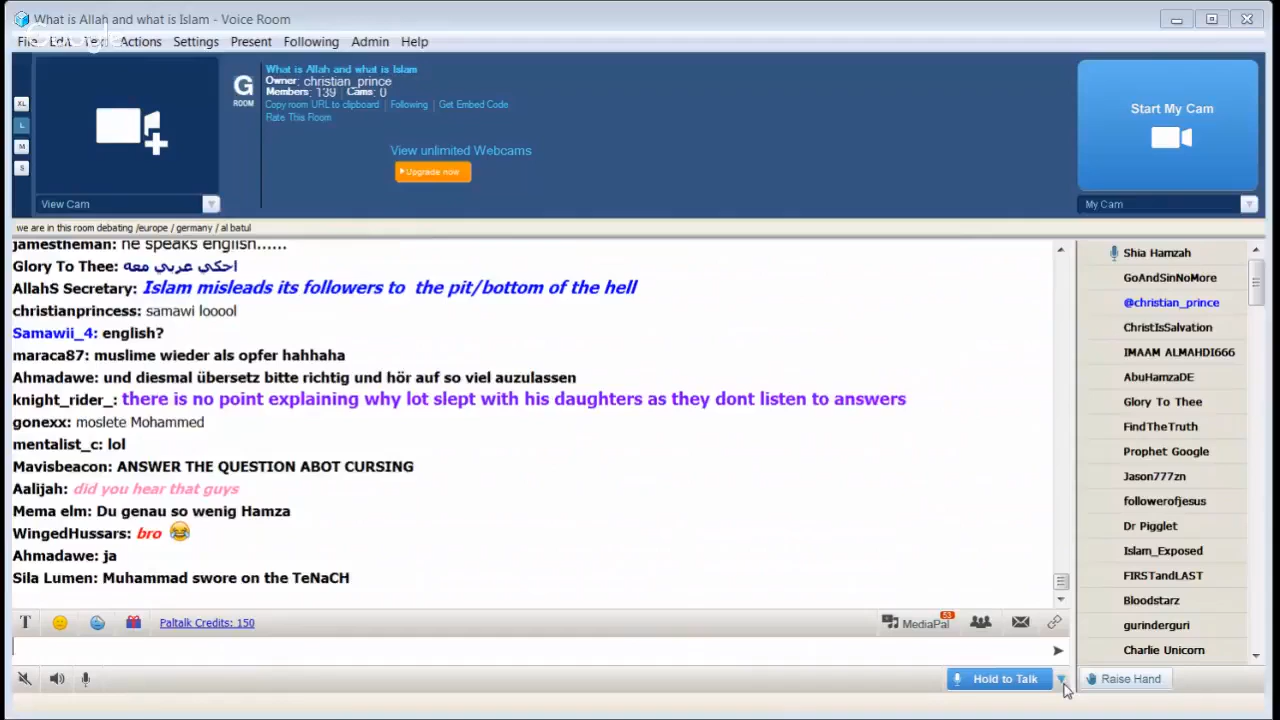 What is Allah and what is Islam - Voice Room
Google
File Edit Text Actions Settings Present Following Admin Help
XL
L
M
S
View Cam
G
ROOM
What is Allah and what is Islam
Owner: christian_prince
Members: 139 Cams: 0
Copy room URL to clipboard | Following | Get Embed Code
Rate This Room
View unlimited Webcams
Upgrade now
Start My Cam
My Cam
we are in this room debating /europe / germany / al batul
jamestheman: he speaks english......
Glory To Thee: احكي عربي معه
AllahS Secretary: Islam misleads its followers to the pit/bottom of the hell
christianprincess: samawi looool
Samawii_4: english?
maraca87: muslime wieder als opfer hahhaha
Ahmadawe: und diesmal übersetz bitte richtig und hör auf so viel auzulassen
knight_rider_: there is no point explaining why lot slept with his daughters as they dont listen to answers
gonexx: moslete Mohammed
mentalist_c: lol
Mavisbeacon: ANSWER THE QUESTION ABOT CURSING
Aalijah: did you hear that guys
Mema elm: Du genau so wenig Hamza
WingedHussars: bro
Ahmadawe: ja
Sila Lumen: Muhammad swore on the TeNaCH
Shia Hamzah
GoAndSinNoMore
@christian_prince
ChristIsSalvation
IMAAM ALMAHDI666
AbuHamzaDE
Glory To Thee
FindTheTruth
Prophet Google
Jason777zn
followerofjesus
Dr Pigglet
Islam_Exposed
FIRSTandLAST
Bloodstarz
gurinderguri
Charlie Unicorn
T
Paltalk Credits: 150
MediaPal 53
Hold to Talk
Raise Hand